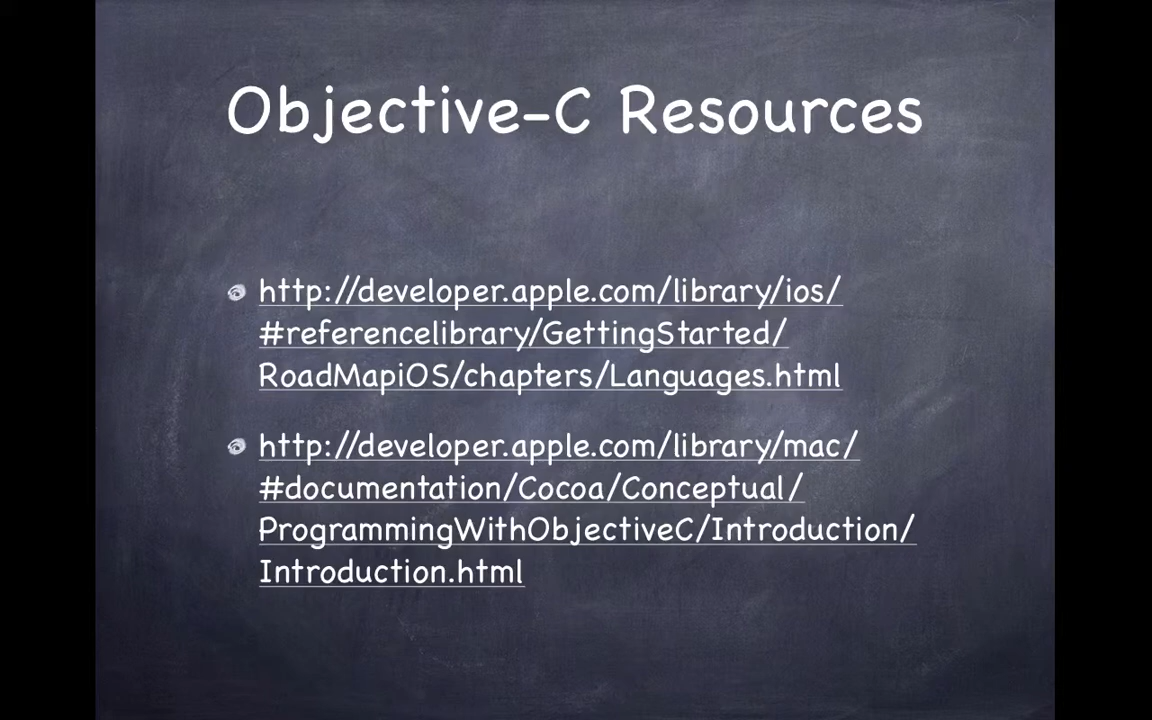 Objective-C Resources
http://developer.apple.com/library/ios/
#referencelibrary/GettingStarted/
RoadMapiOS/chapters/Languages.html
http://developer.apple.com/library/mac/
#documentation/Cocoa/Conceptual/
ProgrammingWithObjectiveC/Introduction/
Introduction.html